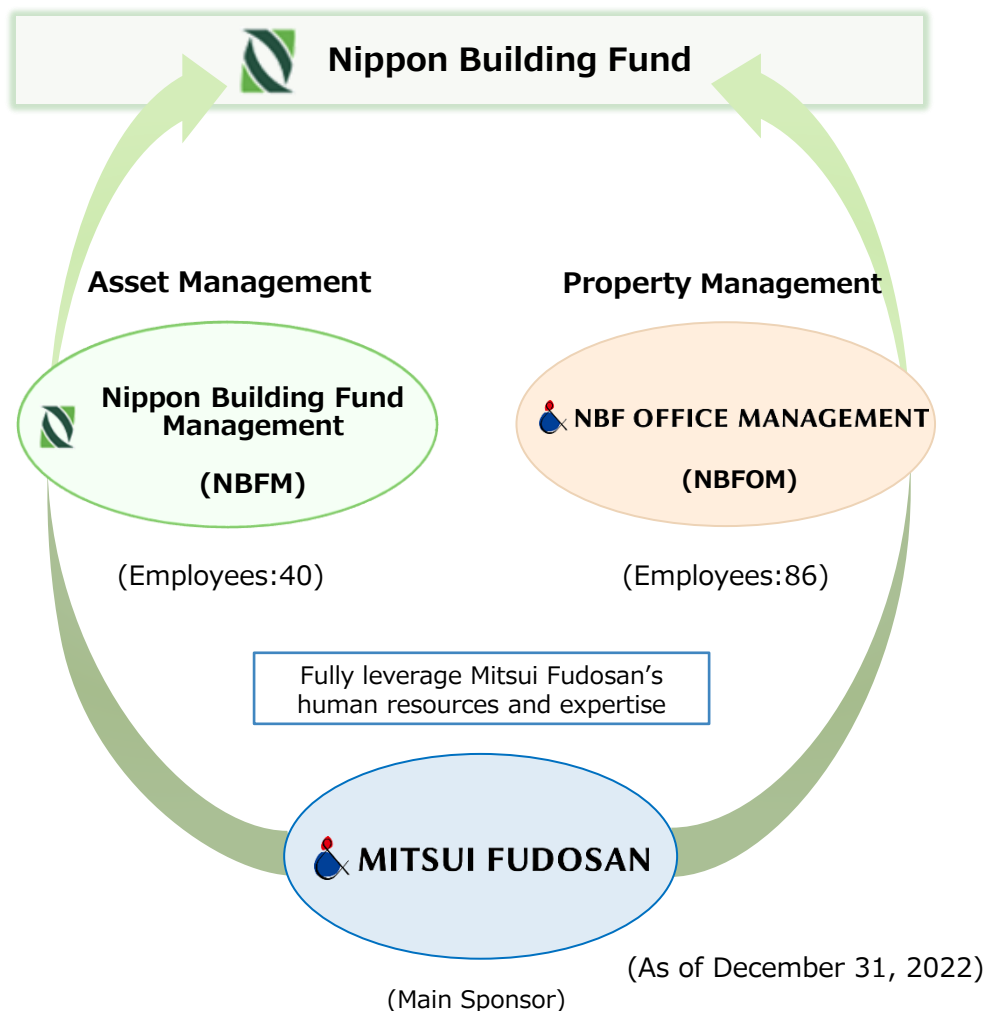 Nippon Building Fund
Asset Management
Property Management
Nippon Building Fund
Management
(NBFM)
NBF OFFICE MANAGEMENT
(NBFOM)
(Employees:40)
(Employees:86)
Fully leverage Mitsui Fudosan’s
human resources and expertise
MITSUI FUDOSAN
(As of December 31, 2022)
(Main Sponsor)